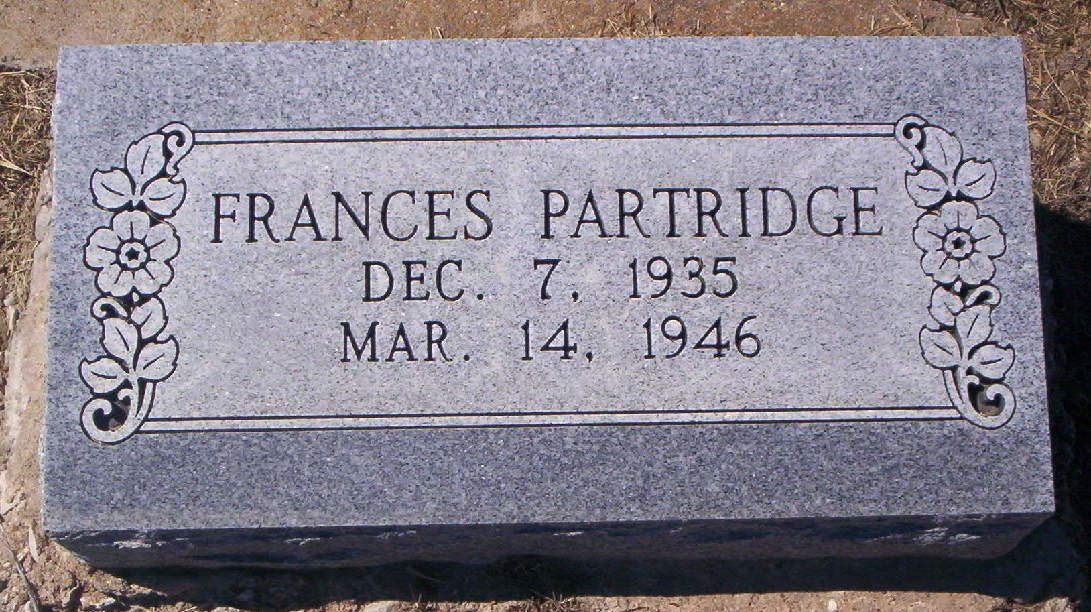 FRANCES PARTRIDGE
DEC. 7, 1935
MAR. 14, 1946